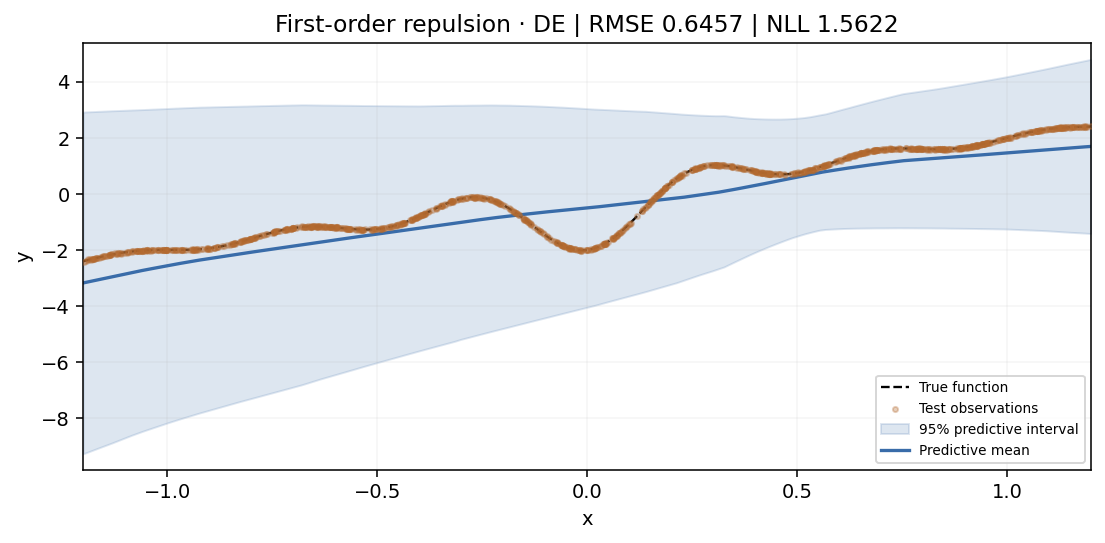 First-order repulsion · DE | RMSE 0.6457 | NLL 1.5622
4
2
0
−2
−4
−6
−8
y
−1.0
−0.5
0.0
0.5
1.0
x
True function
Test observations
95% predictive interval
Predictive mean